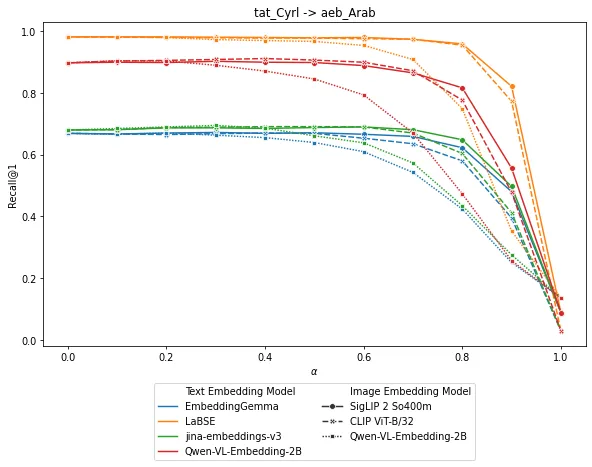 tat_Cyrl -> aeb_Arab
Recall@1
1.0
0.8
0.6
0.4
0.2
0.0
0.0 0.2 0.4 0.6 0.8 1.0
α
Text Embedding Model
EmbeddingGemma
LaBSE
jina-embeddings-v3
Qwen-VL-Embedding-2B
Image Embedding Model
SigLIP 2 So400m
CLIP ViT-B/32
Qwen-VL-Embedding-2B